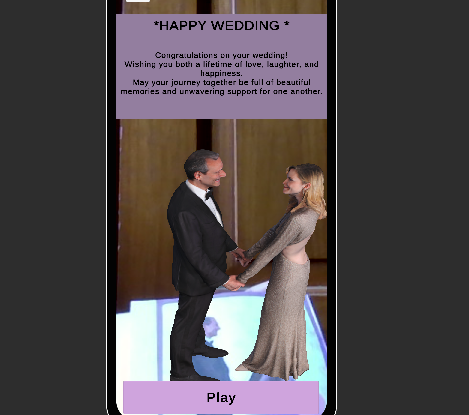 *HAPPY WEDDING *
Congratulations on your wedding!
Wishing you both a lifetime of love, laughter, and
happiness.
May your journey together be full of beautiful
memories and unwavering support for one another.
Play